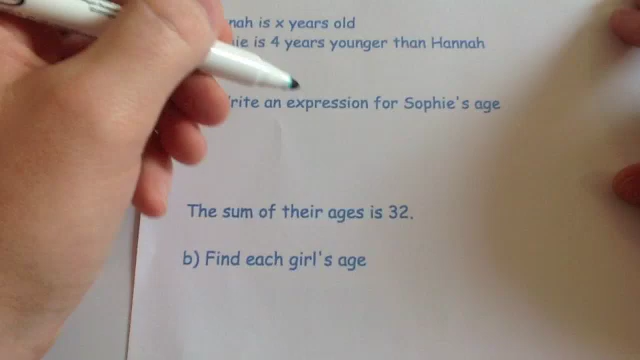 is x years old
is 4 years younger than Hannah
an expression for Sophie's age
The sum of their ages is 32.
b) Find each girl's age